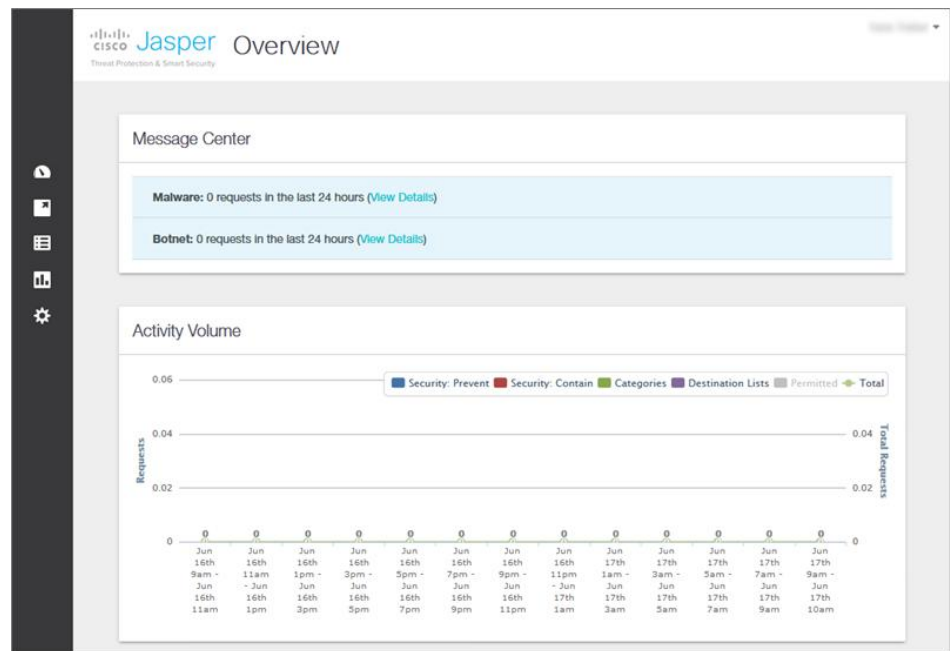 CISCO Jasper Overview
Threat Protection & Smart Security
Message Center
Malware: 0 requests in the last 24 hours (View Details)
Botnet: 0 requests in the last 24 hours (View Details)
Activity Volume
0.06 Security: Prevent Security: Contain Categories Destination Lists Permitted Total
0.04 0.04
0.02 0.02
Requests
Total Requests
0 0 0 0 0 0 0 0 0 0 0 0 0
0 0
Jun Jun Jun Jun Jun Jun Jun Jun Jun Jun Jun Jun Jun
16th 16th 16th 16th 16th 16th 16th 16th 17th 17th 17th 17th 17th
9am - 11am 1pm - 3pm - 5pm - 7pm - 9pm - 11pm 1am - 3am - 5am - 7am - 9am -
Jun - Jun Jun Jun Jun Jun Jun - Jun Jun Jun Jun Jun Jun
16th 16th 16th 16th 16th 16th 16th 17th 17th 17th 17th 17th 17th
11am 1pm 3pm 5pm 7pm 9pm 11pm 1am 3am 5am 7am 9am 10am